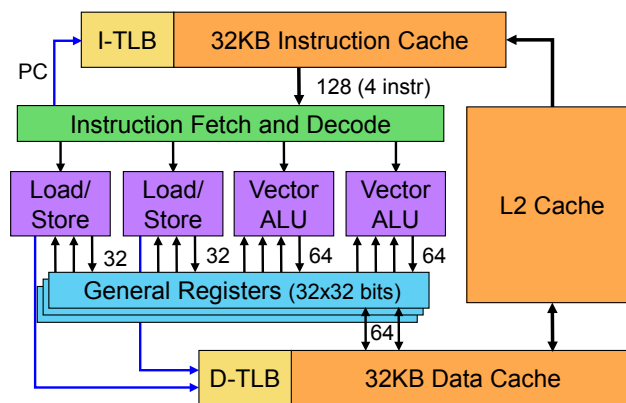 I-TLB
32KB Instruction Cache
PC
128 (4 instr)
Instruction Fetch and Decode
Load/
Store
Load/
Store
Vector
ALU
Vector
ALU
L2 Cache
32
32
64
64
General Registers (32x32 bits)
64
D-TLB
32KB Data Cache